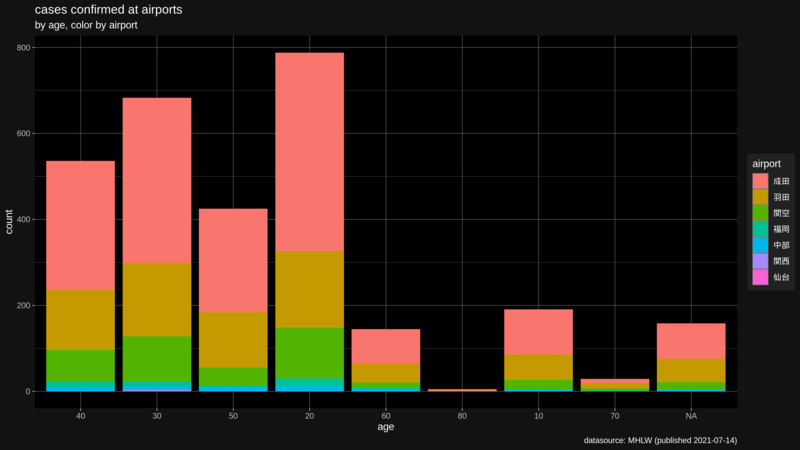 cases confirmed at airports
by age, color by airport
800
600
400
200
0
count
40 30 50 20 60 80 10 70 NA
age
airport
成田
羽田
関空
福岡
中部
関西
仙台
datasource: MHLW (published 2021-07-14)